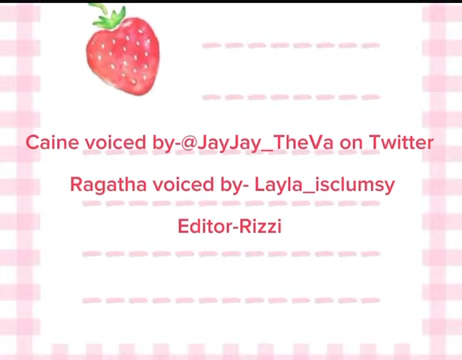 Caine voiced by-@JayJay_TheVa on Twitter
Ragatha voiced by- Layla_isclumsy
Editor-Rizzi